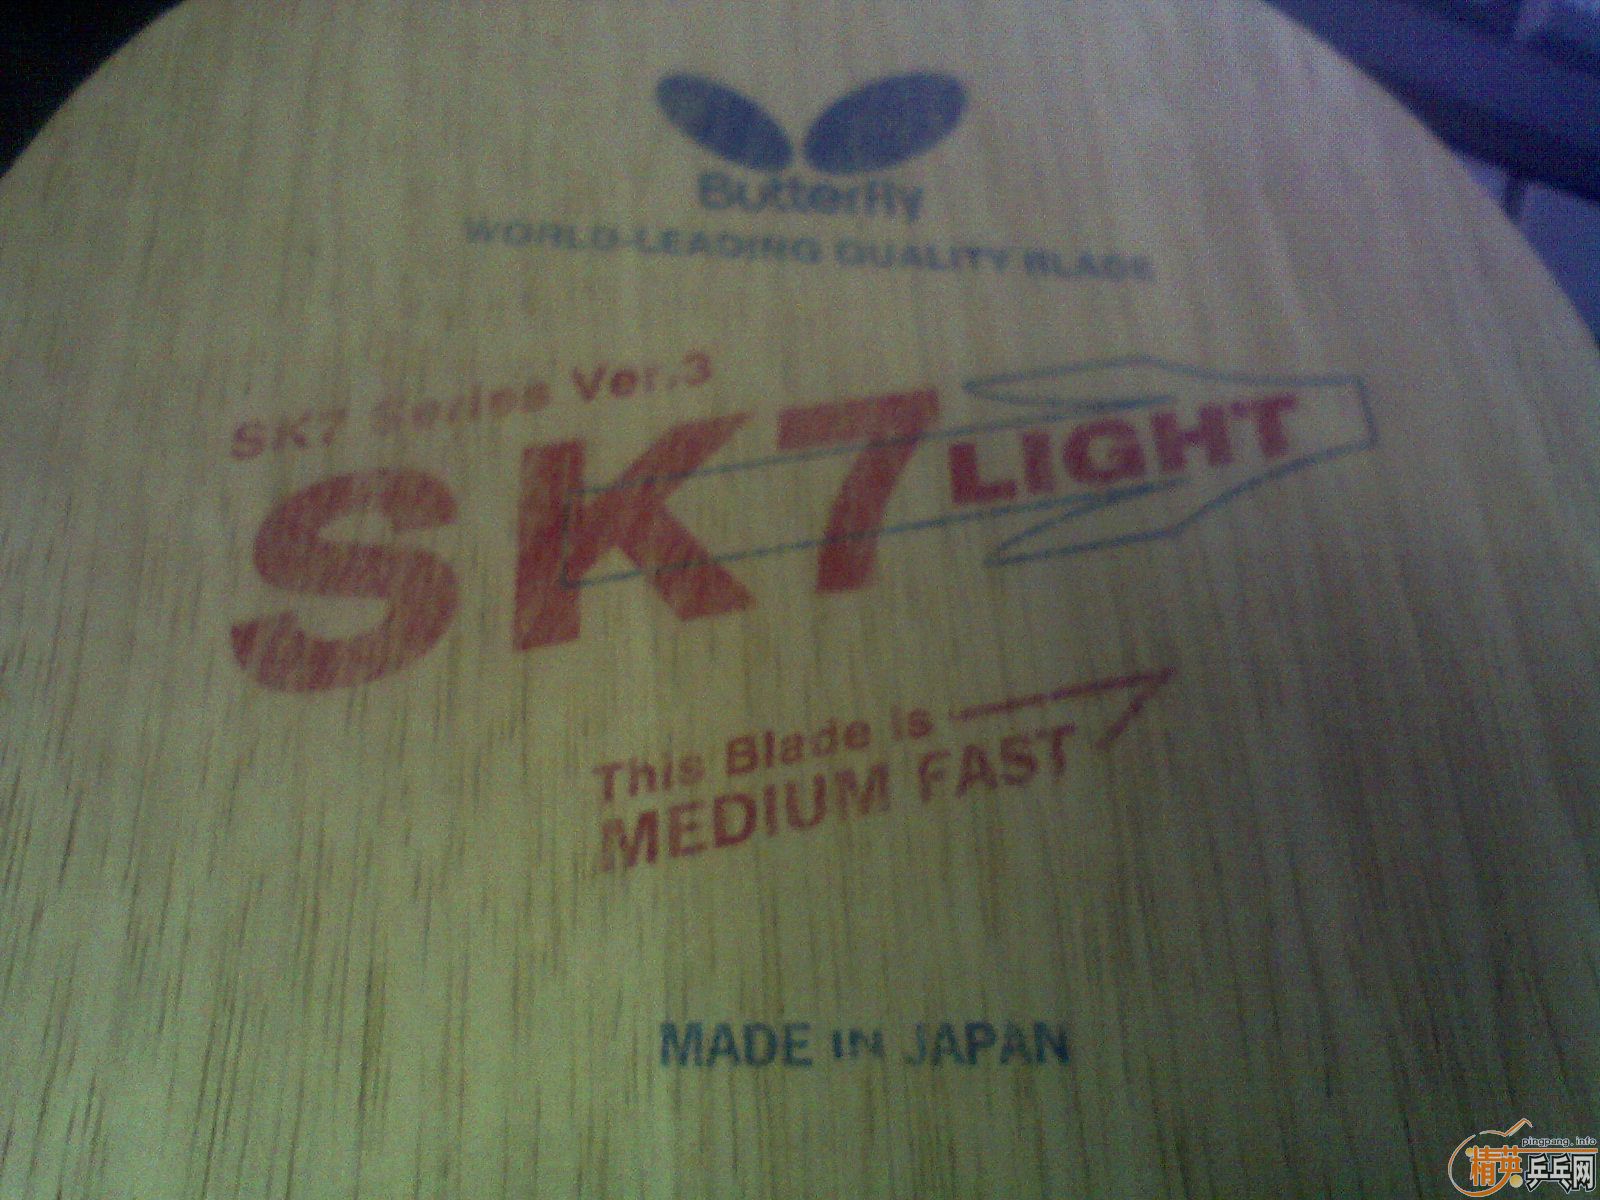 Butterfly
WORLD-LEADING QUALITY BLADE
SK7 Series Ver.3
SK7 LIGHT
This Blade is
MEDIUM FAST
MADE IN JAPAN
pingpang.info
精英乒乓网